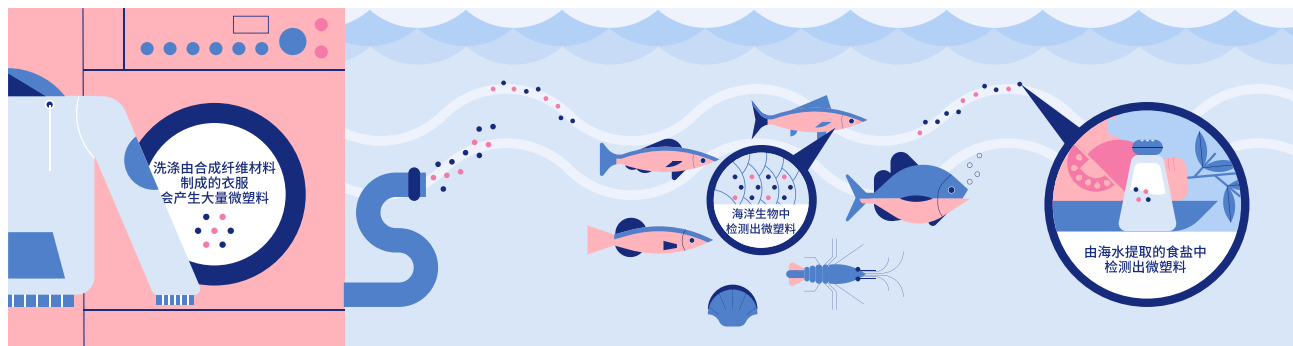 洗涤由合成纤维材料
制成的衣服
会产生大量微塑料
海洋生物中
检测出微塑料
由海水提取的食盐中
检测出微塑料